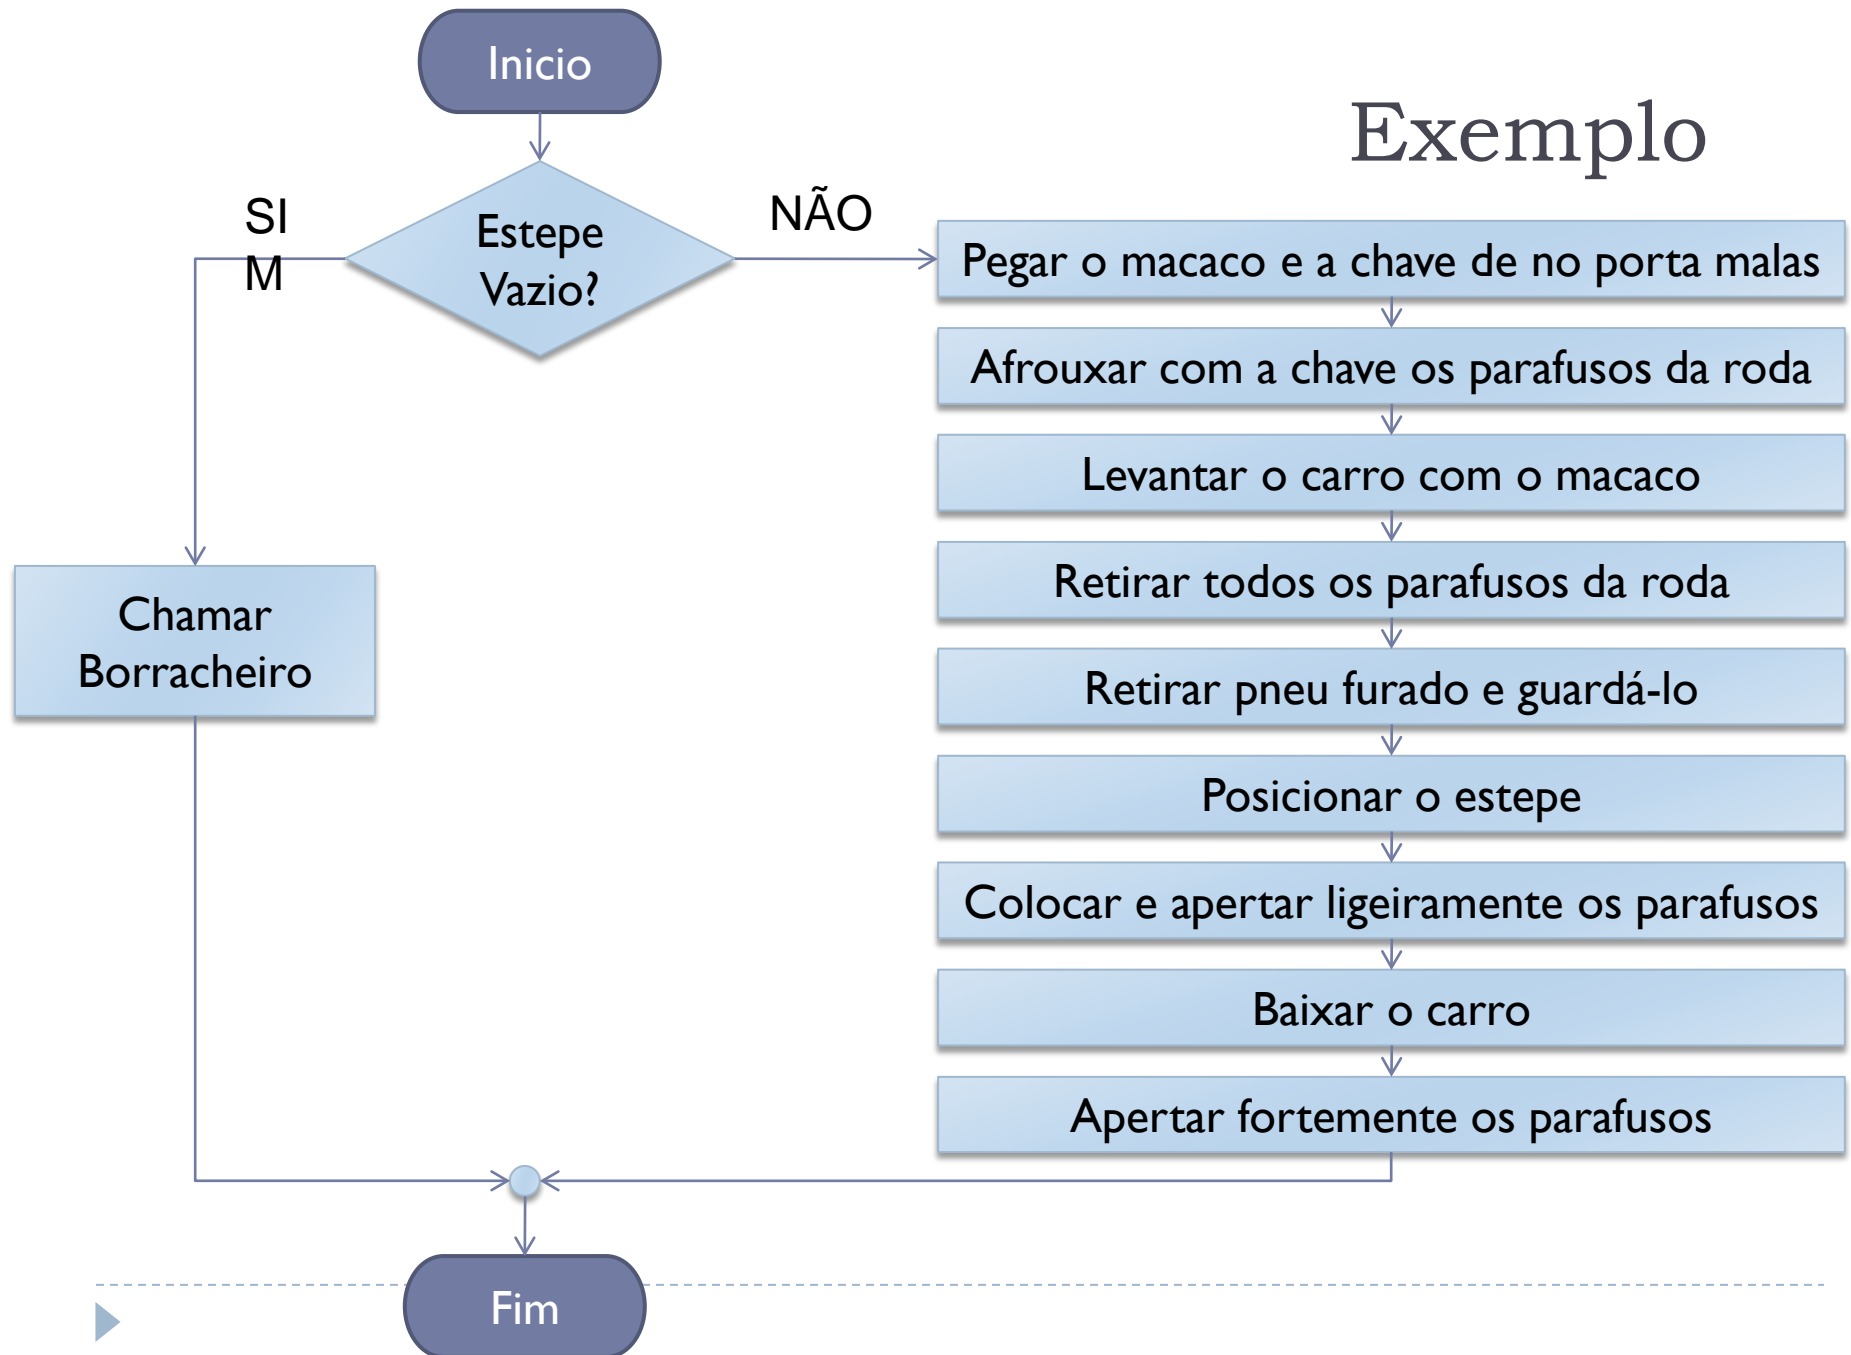 Inicio
Exemplo
SI
M
Estepe
Vazio?
NÃO
Pegar o macaco e a chave de no porta malas
Afrouxar com a chave os parafusos da roda
Levantar o carro com o macaco
Retirar todos os parafusos da roda
Chamar
Borracheiro
Retirar pneu furado e guardá-lo
Posicionar o estepe
Colocar e apertar ligeiramente os parafusos
Baixar o carro
Apertar fortemente os parafusos
Fim